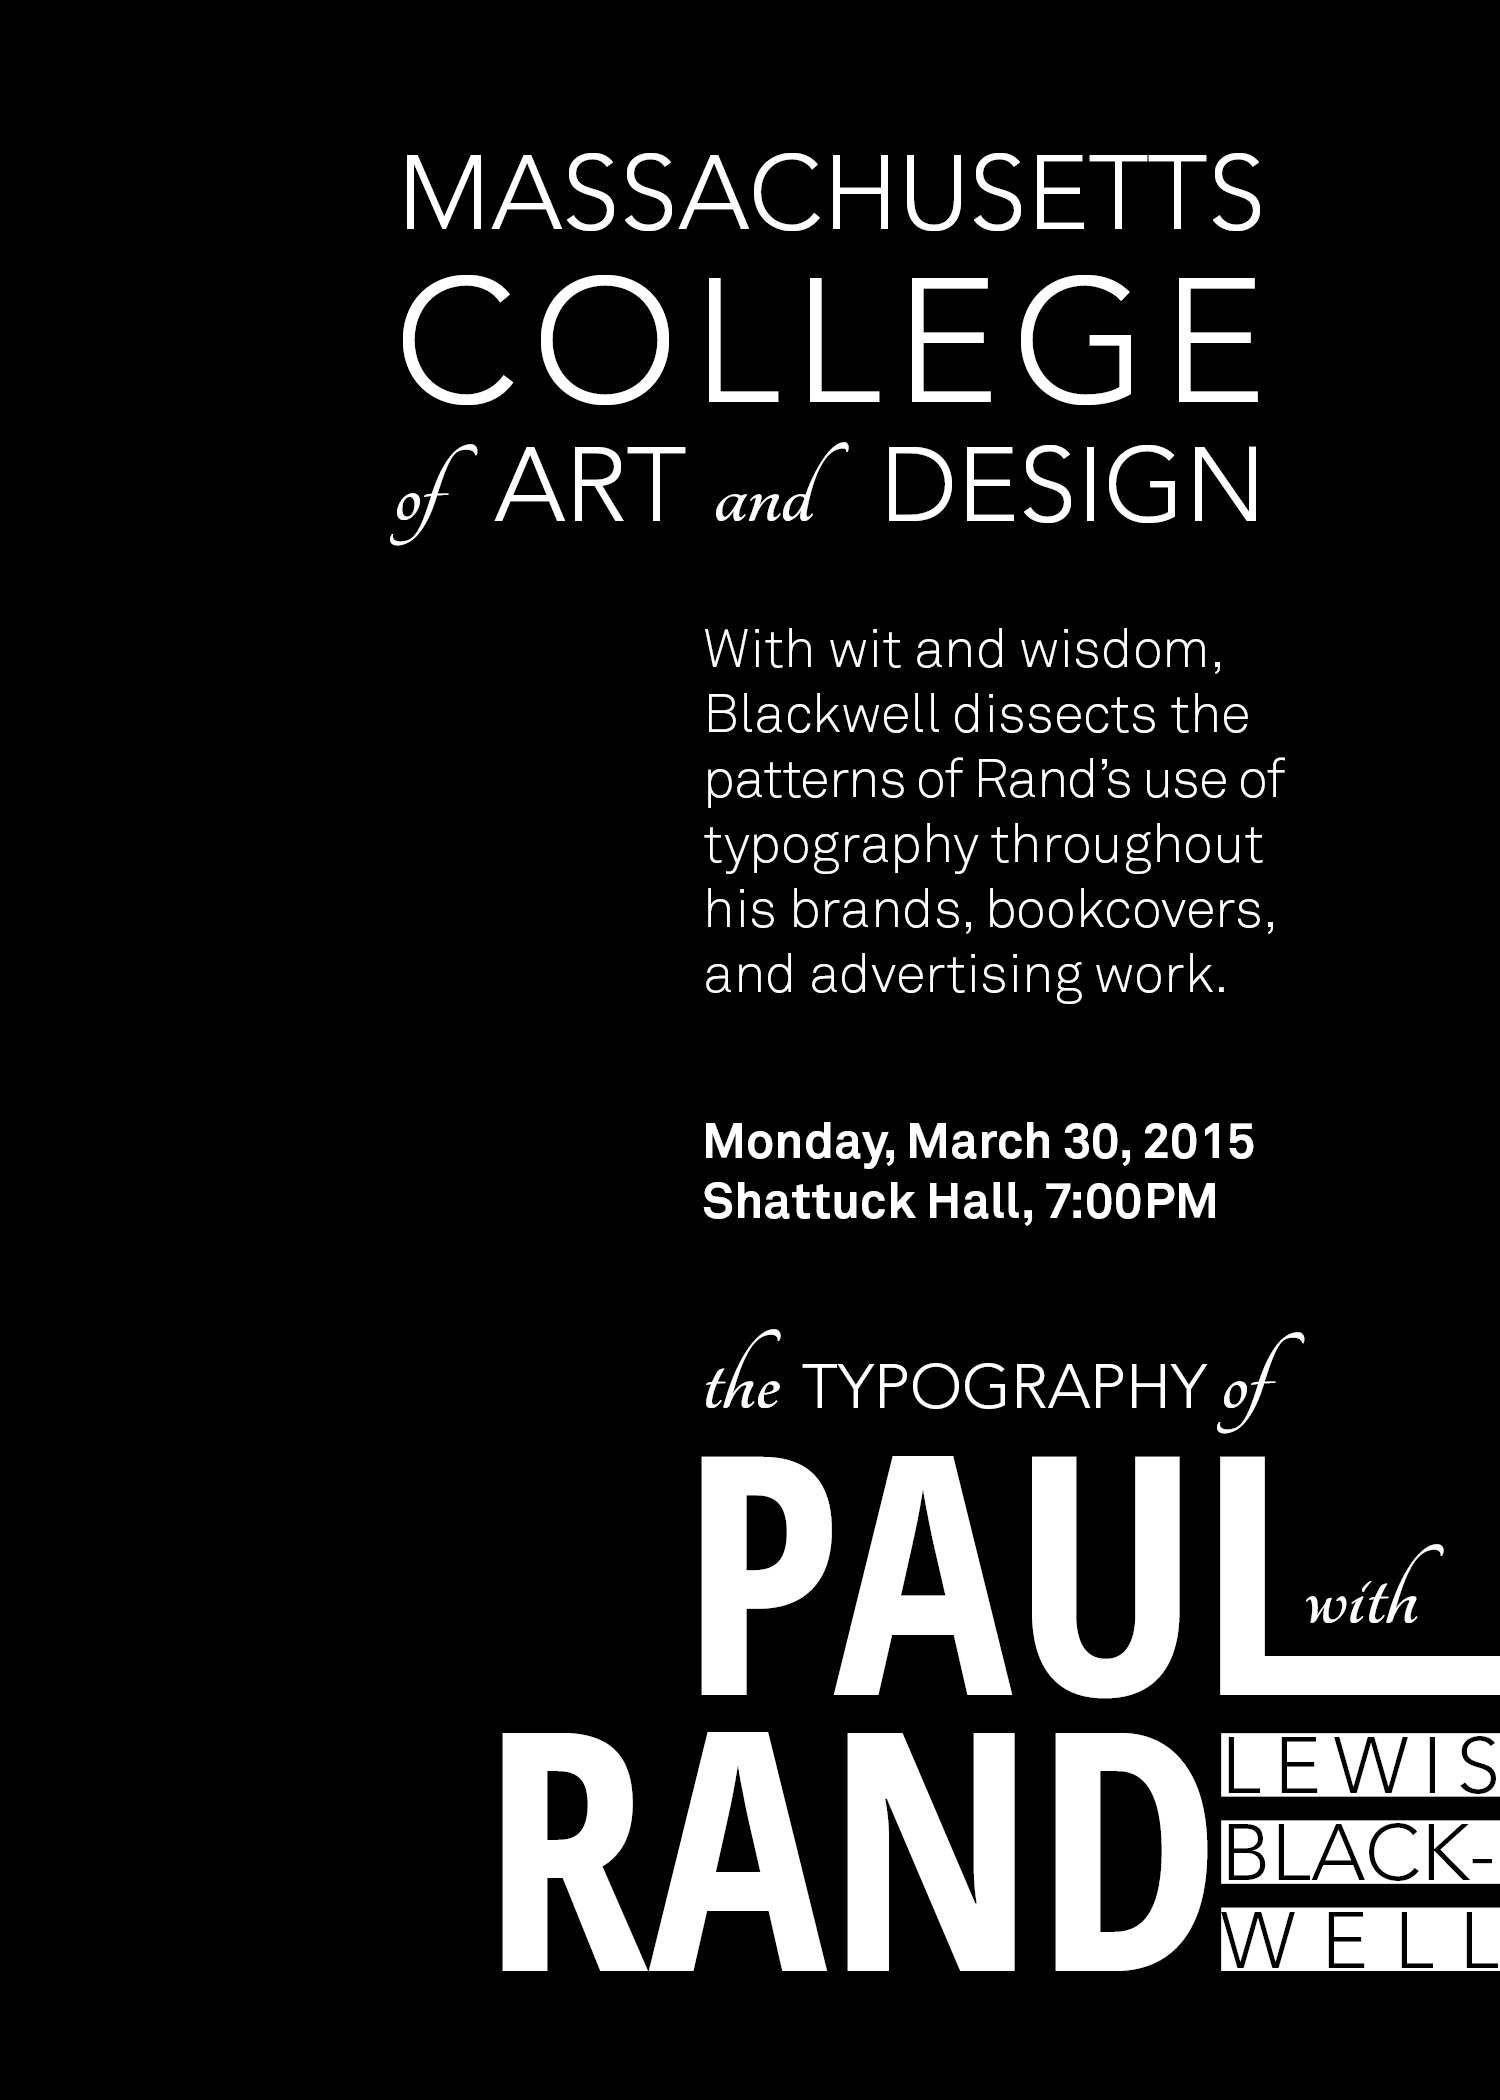 MASSACHUSETTS
COLLEGE
of ART and DESIGN
With wit and wisdom,
Blackwell dissects the
patterns of Rand’s use of
typography throughout
his brands, bookcovers,
and advertising work.
Monday, March 30, 2015
Shattuck Hall, 7:00PM
the TYPOGRAPHY of
PAUL
with
RAND
LEWIS
BLACK-
WELL